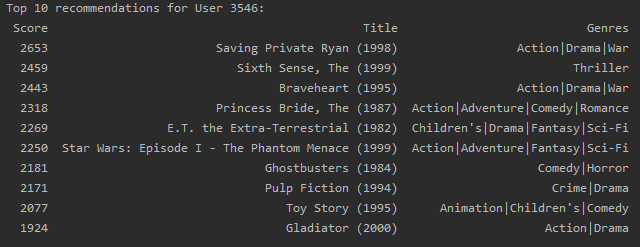 Top 10 recommendations for User 3546:
Score Title Genres
2653 Saving Private Ryan (1998) Action|Drama|War
2459 Sixth Sense, The (1999) Thriller
2443 Braveheart (1995) Action|Drama|War
2318 Princess Bride, The (1987) Action|Adventure|Comedy|Romance
2269 E.T. the Extra-Terrestrial (1982) Children's|Drama|Fantasy|Sci-Fi
2250 Star Wars: Episode I - The Phantom Menace (1999) Action|Adventure|Fantasy|Sci-Fi
2181 Ghostbusters (1984) Comedy|Horror
2171 Pulp Fiction (1994) Crime|Drama
2077 Toy Story (1995) Animation|Children's|Comedy
1924 Gladiator (2000) Action|Drama